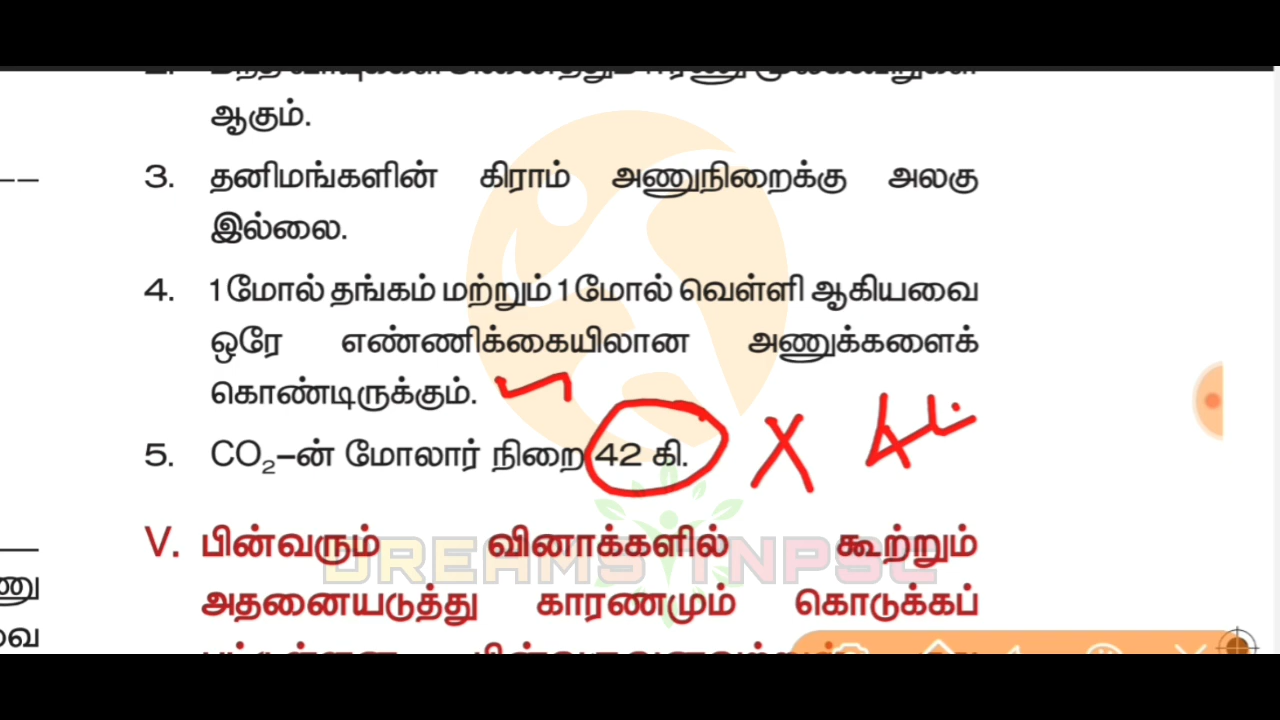 ஆகும்.
3. தனிமங்களின் கிராம் அணுநிறைக்கு அலகு
இல்லை.
4. 1 மோல் தங்கம் மற்றும் 1 மோல் வெள்ளி ஆகியவை
ஒரே எண்ணிக்கையிலான அணுக்களைக்
கொண்டிருக்கும்.
5. CO₂-ன் மோலார் நிறை 42 கி.
V. பின்வரும் வினாக்களில் கூற்றும்
DREAMS TNPSC
அதனையடுத்து காரணமும் கொடுக்கப்